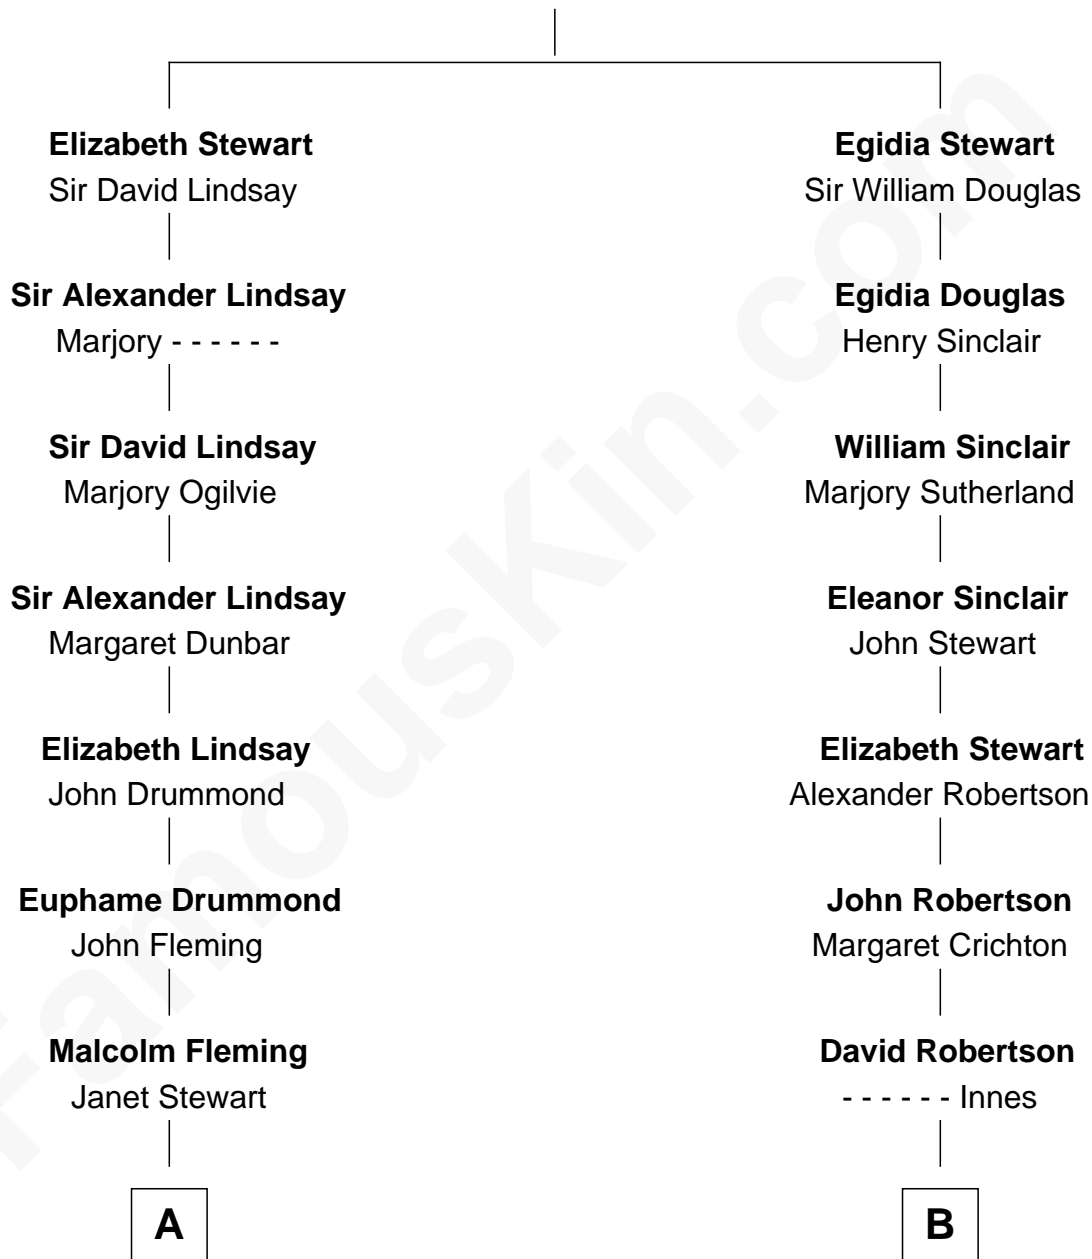 Elizabeth Stewart
Sir David Lindsay
Egidia Stewart
Sir William Douglas
Sir Alexander Lindsay
Marjory - - - - - -
Egidia Douglas
Henry Sinclair
Sir David Lindsay
Marjory Ogilvie
William Sinclair
Marjory Sutherland
Sir Alexander Lindsay
Margaret Dunbar
Eleanor Sinclair
John Stewart
Elizabeth Lindsay
John Drummond
Elizabeth Stewart
Alexander Robertson
Euphame Drummond
John Fleming
John Robertson
Margaret Crichton
Malcolm Fleming
Janet Stewart
David Robertson
- - - - - - Innes
A
B
FamousKin.com